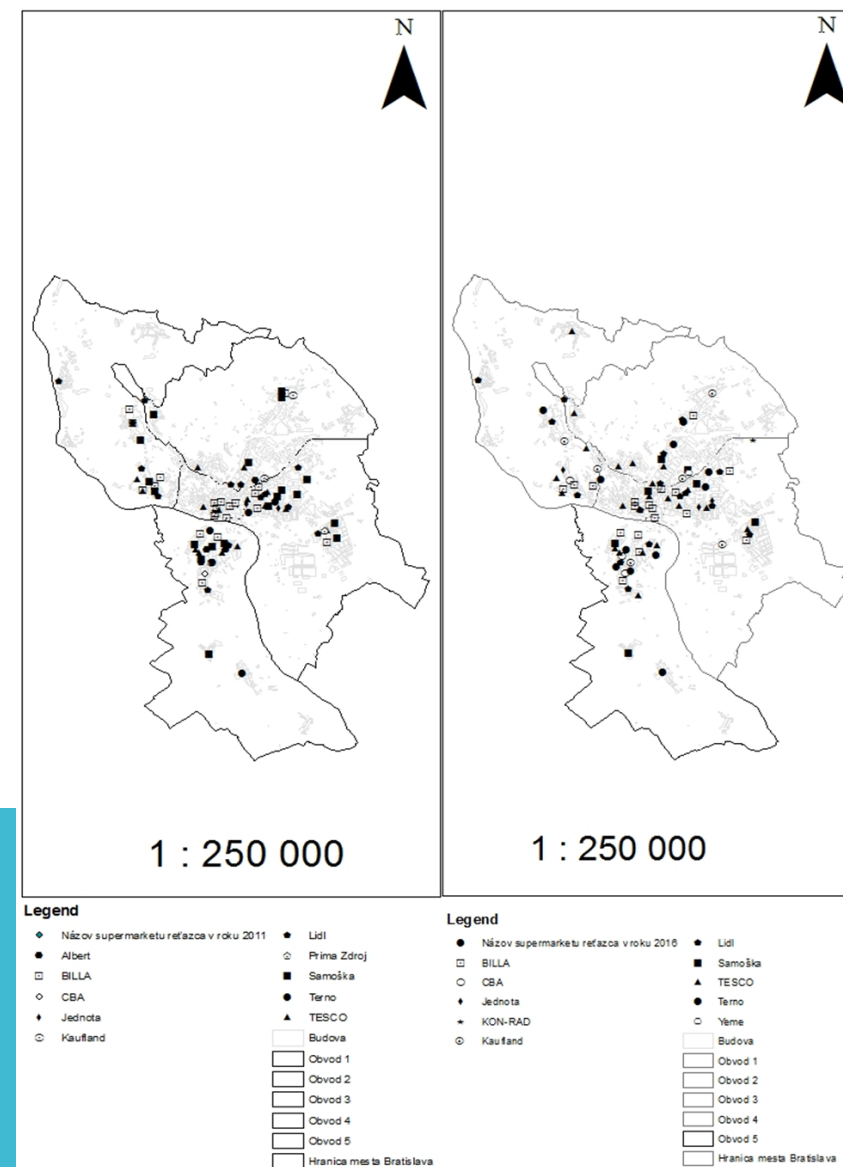 N
1 : 250 000
Legend
Názov supermarketu reťazca v roku 2011
Albert
BILLA
CBA
Jednota
Kaufland
Lidl
Prima Zdroj
Samoška
Terno
TESCO
Budova
Obvod 1
Obvod 2
Obvod 3
Obvod 4
Obvod 5
Hranica mesta Bratislava
N
1 : 250 000
Legend
Názov supermarketu reťazca v roku 2016
BILLA
CBA
Jednota
KON-RAD
Kaufland
Lidl
Samoška
TESCO
Terno
Yeme
Budova
Obvod 1
Obvod 2
Obvod 3
Obvod 4
Obvod 5
Hranica mesta Bratislava